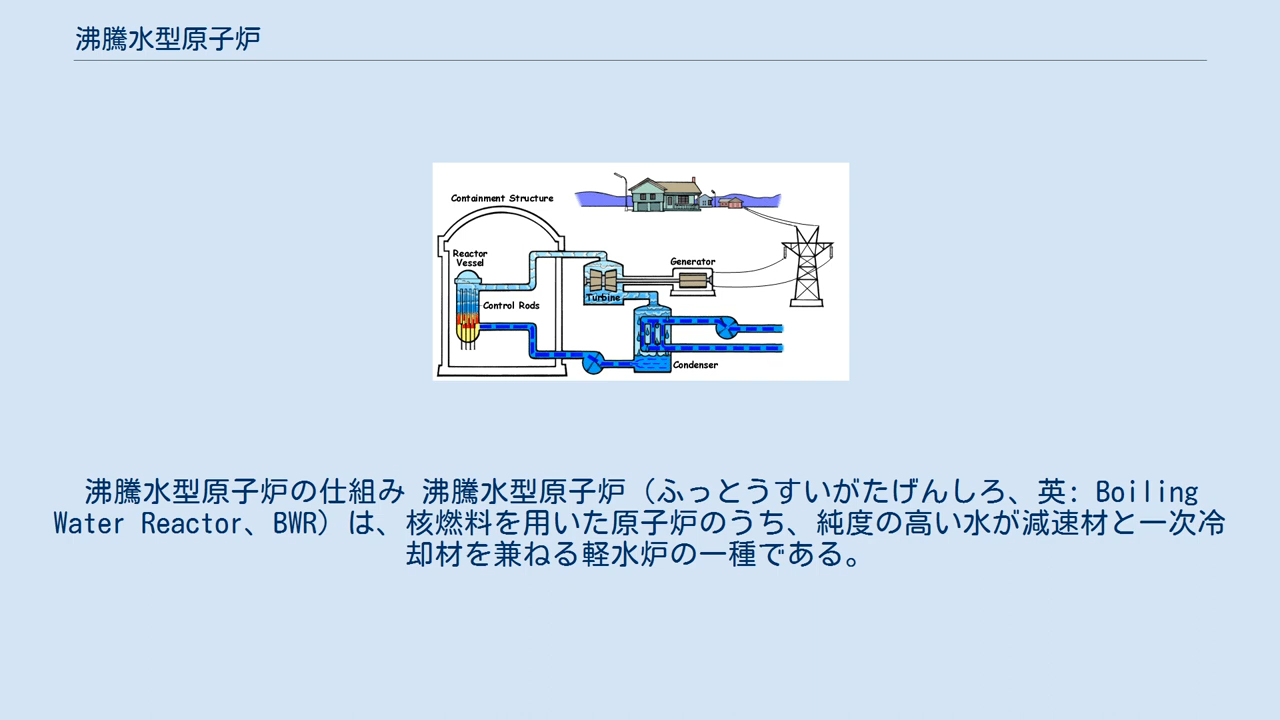 沸騰水型原子炉
Containment Structure
Reactor
Vessel
Control Rods
Turbine
Generator
Condenser
沸騰水型原子炉の仕組み 沸騰水型原子炉（ふっとうすいがたげんしろ、英: Boiling
Water Reactor、BWR）は、核燃料を用いた原子炉のうち、純度の高い水が減速材と一次冷
却材を兼ねる軽水炉の一種である。